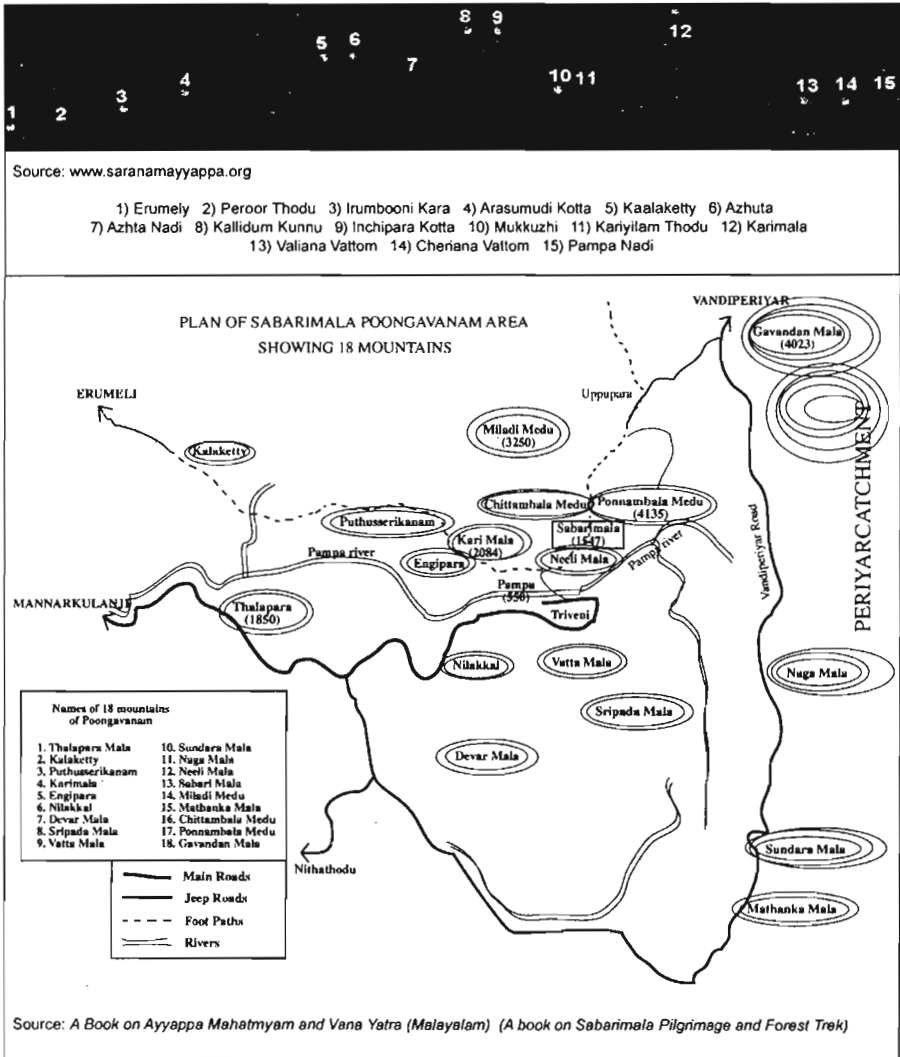 8 9
12
5 6
7
10 11
4
13 14 15
3
1 2
Source: www.saranamayyappa.org
1) Erumely 2) Peroor Thodu 3) Irumbooni Kara 4) Arasumudi Kotta 5) Kaalaketty 6) Azhuta
7) Azhta Nadi 8) Kallidum Kunnu 9) Inchipara Kotta 10) Mukkuzhi 11) Kariyilam Thodu 12) Karimala
13) Valiana Vattom 14) Cheriana Vattom 15) Pampa Nadi
PLAN OF SABARIMALA POONGAVANAM AREA
SHOWING 18 MOUNTAINS
VANDIPERIYAR
Gavandan Mala
(4023)
ERUMELI
Uppupara
PERIYARCATCHMENT
Miladi Medu
(3250)
Kalaketty
Chittambala Medu
Ponnambala Medu
(4135)
Puthusserikanam
Sabarimala
(1547)
Kari Mala
(2084)
Vandiperiyar Road
Pampa river
Engipara
Neeli Mala
Pampa river
Pampa
(550)
MANNARKULANJI
Thalapara
(1850)
Triveni
Nilakkal
Vatta Mala
Naga Mala
Sripada Mala
Devar Mala
Names of 18 mountains
of Poongavanam
1. Thalapara Mala
2. Kalaketty
3. Puthusserikanam
4. Karimala
5. Engipara
6. Nilakkal
7. Devar Mala
8. Sripada Mala
9. Vatta Mala
10. Sundara Mala
11. Naga Mala
12. Neeli Mala
13. Sabari Mala
14. Miladi Medu
15. Mathanka Mala
16. Chittambala Medu
17. Ponnambala Medu
18. Gavandan Mala
Sundara Mala
Nithathodu
Mathanka Mala
Main Roads
Jeep Roads
Foot Paths
Rivers
Source: A Book on Ayyappa Mahatmyam and Vana Yatra (Malayalam) (A book on Sabarimala Pilgrimage and Forest Trek)